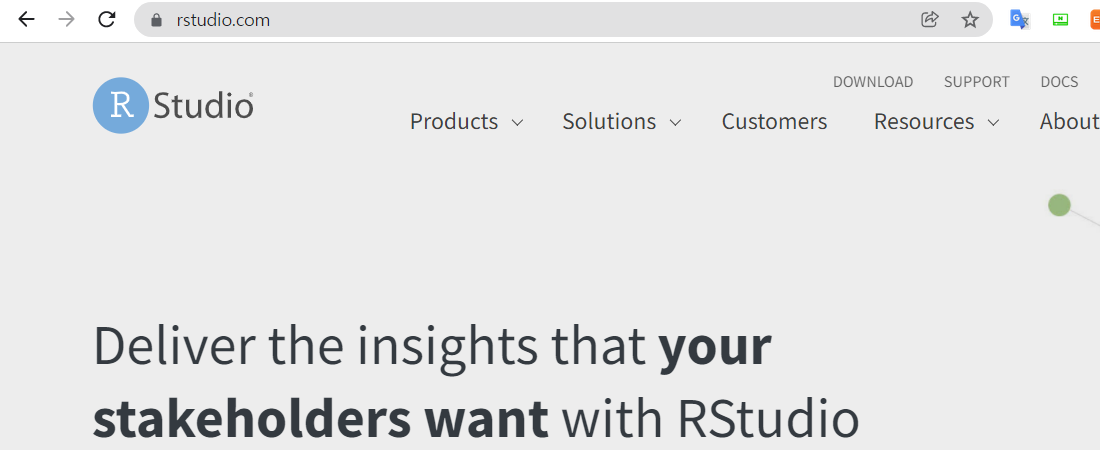 rstudio.com
DOWNLOAD SUPPORT DOCS
R Studio®
Products Solutions Customers Resources About
Deliver the insights that your
stakeholders want with RStudio